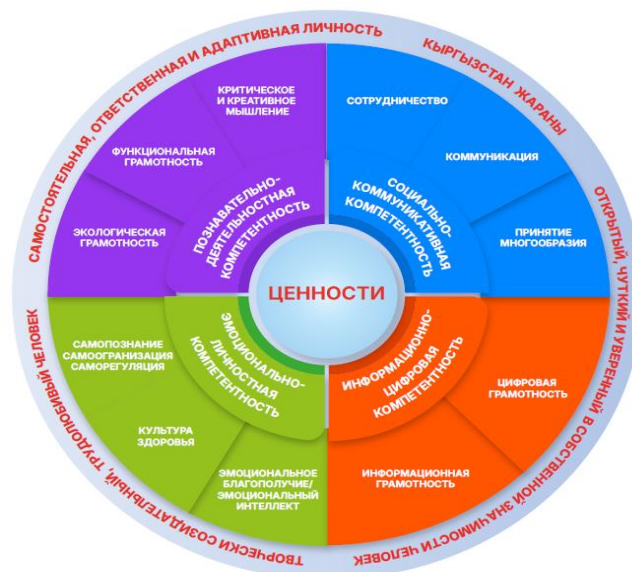 САМОСТОЯТЕЛЬНАЯ, ОТВЕТСТВЕННАЯ И АДАПТИВНАЯ ЛИЧНОСТЬ
КЫРГЫЗСТАН ЖАРАНЫ
ОТКРЫТЫЙ, ЧУТКИЙ И УВЕРЕННЫЙ В СОБСТВЕННОЙ ЗНАЧИМОСТИ ЧЕЛОВЕК
ТВОРЧЕСКИ СОЗИДАТЕЛЬНЫЙ, ТРУДОЛЮБИВЫЙ ЧЕЛОВЕК
КРИТИЧЕСКОЕ
И КРЕАТИВНОЕ
МЫШЛЕНИЕ
ФУНКЦИОНАЛЬНАЯ
ГРАМОТНОСТЬ
ЭКОЛОГИЧЕСКАЯ
ГРАМОТНОСТЬ
ПОЗНАВАТЕЛЬНО-
ДЕЯТЕЛЬНОСТНАЯ
КОМПЕТЕНТНОСТЬ
СОТРУДНИЧЕСТВО
КОММУНИКАЦИЯ
ПРИНЯТИЕ
МНОГООБРАЗИЯ
СОЦИАЛЬНО-
КОММУНИКАТИВНАЯ
КОМПЕТЕНТНОСТЬ
ЦЕННОСТИ
САМОПОЗНАНИЕ
САМООГРАНИЗАЦИЯ
САМОРЕГУЛЯЦИЯ
КУЛЬТУРА
ЗДОРОВЬЯ
ЭМОЦИОНАЛЬНОЕ
БЛАГОПОЛУЧИЕ/
ЭМОЦИОНАЛЬНЫЙ
ИНТЕЛЛЕКТ
ЭМОЦИОНАЛЬНО-
ЛИЧНОСТНАЯ
КОМПЕТЕНТНОСТЬ
ИНФОРМАЦИОННО-
ЦИФРОВАЯ
КОМПЕТЕНТНОСТЬ
ЦИФРОВАЯ
ГРАМОТНОСТЬ
ИНФОРМАЦИОННАЯ
ГРАМОТНОСТЬ